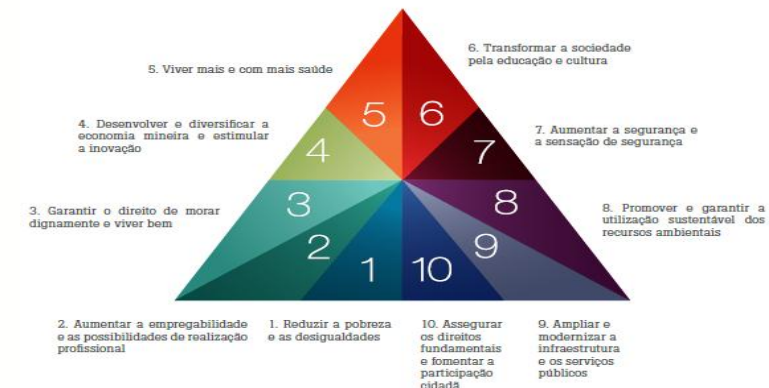 5. Viver mais e com mais saúde
6. Transformar a sociedade
pela educação e cultura
4. Desenvolver e diversificar a
economia mineira e estimular
a inovação
7. Aumentar a segurança e
a sensação de segurança
3. Garantir o direito de morar
dignamente e viver bem
8. Promover e garantir a
utilização sustentável dos
recursos ambientais
5
6
4
7
3
8
2
9
1
10
2. Aumentar a empregabilidade
e as possibilidades de realização
profissional
1. Reduzir a pobreza
e as desigualdades
10. Assegurar
os direitos
fundamentais
e fomentar a
participação
cidadã
9. Ampliar e
modernizar a
infraestrutura
e os serviços
públicos